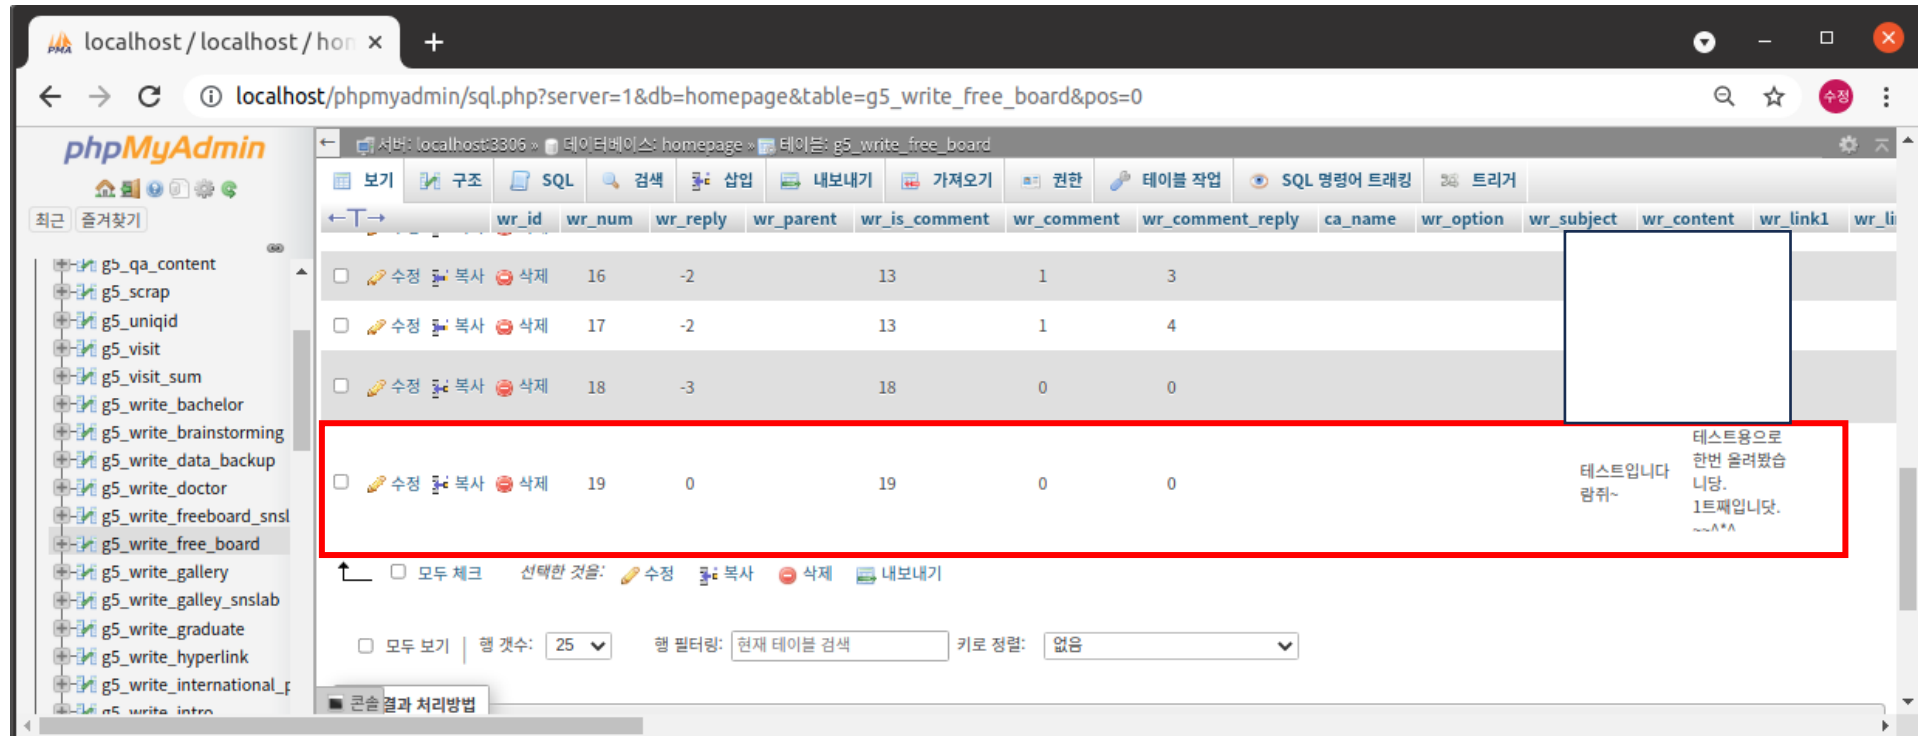 localhost / localhost / hon
localhost/phpmyadmin/sql.php?server=1&db=homepage&table=g5_write_free_board&pos=0
수정
phpMyAdmin
최근 즐겨찾기
g5_qa_content
g5_scrap
g5_uniqid
g5_visit
g5_visit_sum
g5_write_bachelor
g5_write_brainstorming
g5_write_data_backup
g5_write_doctor
g5_write_freeboard_snsl
g5_write_free_board
g5_write_gallery
g5_write_galley_snslab
g5_write_graduate
g5_write_hyperlink
g5_write_international_p
g5_write_intro
서버: localhost:3306 » 데이터베이스: homepage » 테이블: g5_write_free_board
보기 구조 SQL 검색 삽입 내보내기 가져오기 권한 테이블 작업 SQL 명령어 트래킹 트리거
←T→ wr_id wr_num wr_reply wr_parent wr_is_comment wr_comment wr_comment_reply ca_name wr_option wr_subject wr_content wr_link1 wr_li
수정 복사 삭제 16 -2 13 1 3
수정 복사 삭제 17 -2 13 1 4
수정 복사 삭제 18 -3 18 0 0
수정 복사 삭제 19 0 19 0 0
테스트입니다
람쥐~
테스트용으로
한번 올려봤습
니당.
1트째입니닷.
~~^*^
모두 체크 선택한 것을: 수정 복사 삭제 내보내기
모두 보기 행 갯수: 25 행 필터링: 현재 테이블 검색 키로 정렬: 없음
콘솔 결과 처리방법